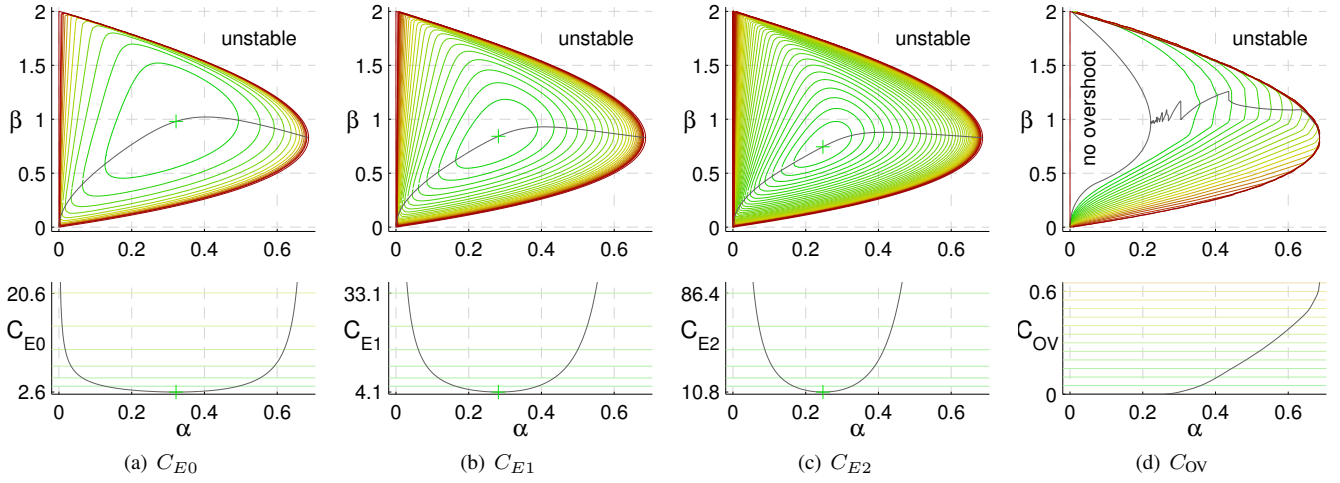 2
1.5
β
1
0.5
0
unstable
0
0.2
0.4
0.6
20.6
C_E0
2.6
0
0.2
0.4
0.6
α
(a) C_E0
2
1.5
β
1
0.5
0
unstable
0
0.2
0.4
0.6
33.1
C_E1
4.1
0
0.2
0.4
0.6
α
(b) C_E1
2
1.5
β
1
0.5
0
unstable
0
0.2
0.4
0.6
86.4
C_E2
10.8
0
0.2
0.4
0.6
α
(c) C_E2
2
1.5
β
1
0.5
0
no overshoot
unstable
0
0.2
0.4
0.6
0.6
C_OV
0
0
0.2
0.4
0.6
α
(d) C_OV